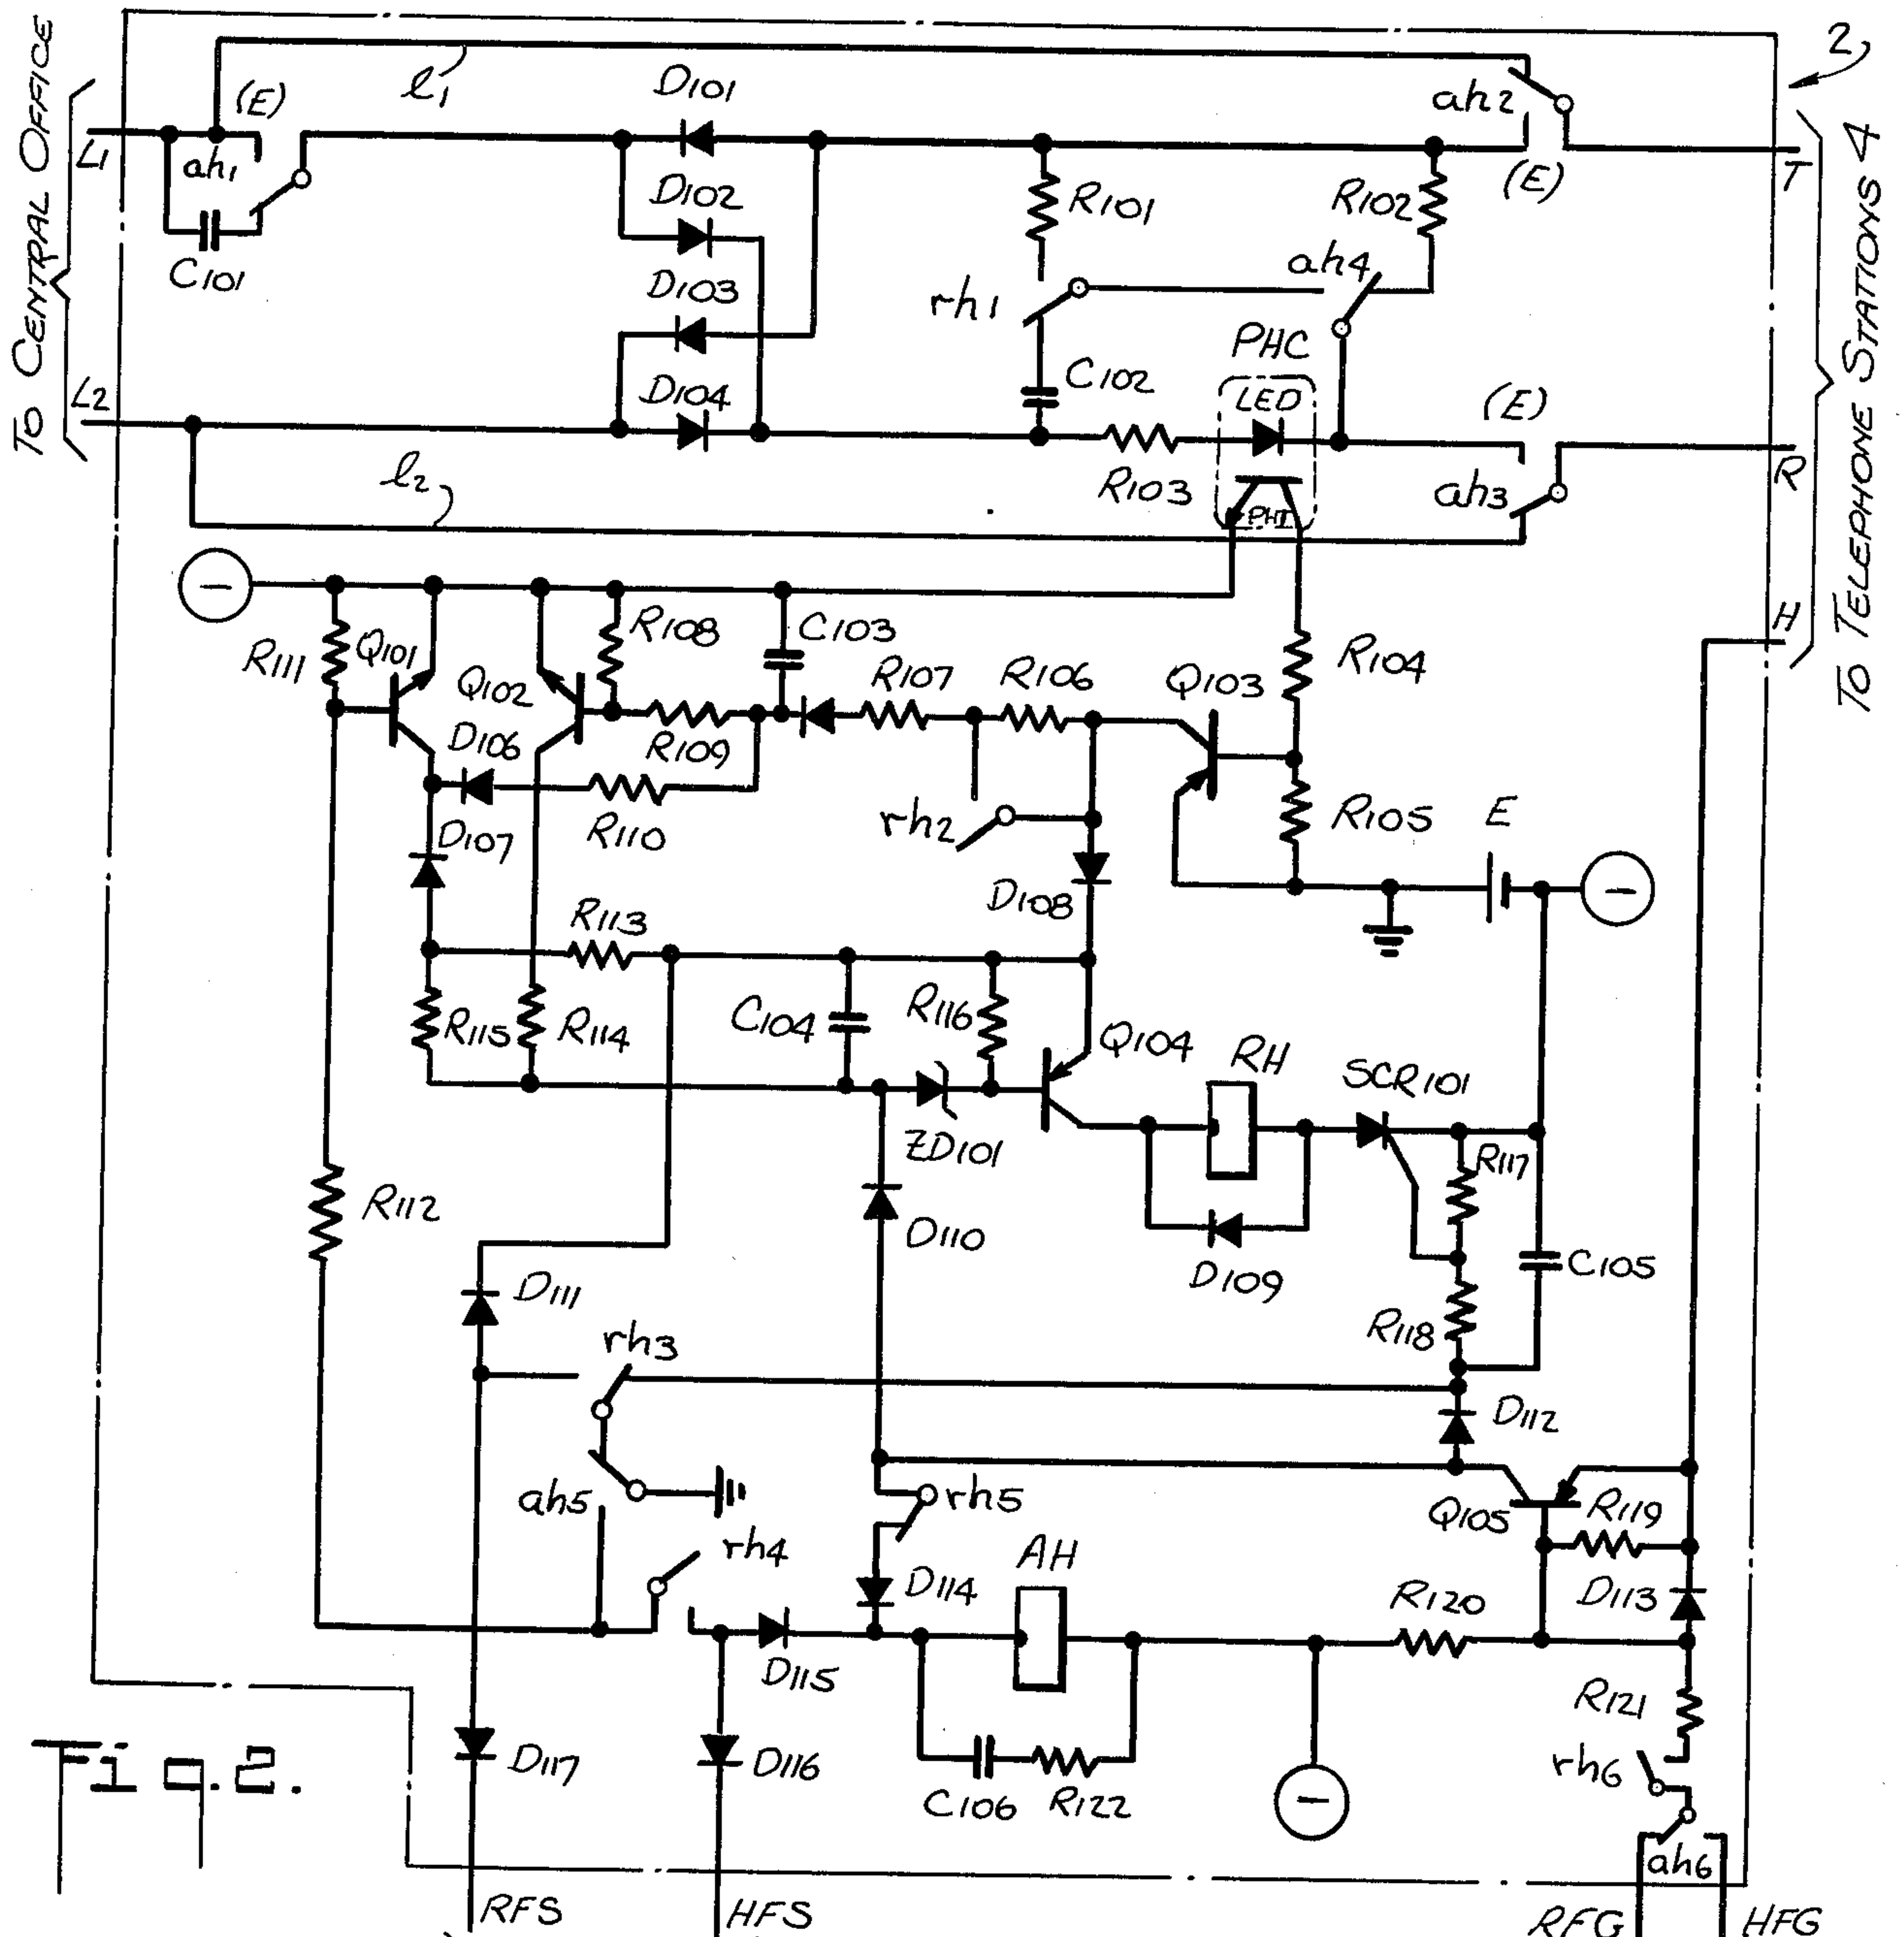 2
TO CENTRAL OFFICE
L1
L2
(E)
ah1
C101
l1
D101
D102
D103
D104
R101
R102
ah2
(E)
T
ah4
rh1
PHC
LED
C102
R103
PHT
(E)
ah3
R
H
TO TELEPHONE STATIONS 4
l2
−
R111
Q101
Q102
R108
C103
R107
R106
Q103
R104
D106
R109
R110
rh2
R105
E
−
D107
D108
R113
R115
R114
C104
R116
Q104
RH
SCR101
ZD101
R117
R112
D110
D109
C105
D111
R118
rh3
D112
ah5
rh5
Q105
R119
rh4
AH
D114
R120
D113
D115
R121
D117
D116
C106
R122
−
rh6
ah6
Fig. 2.
RFS
HFS
RFG
HFG